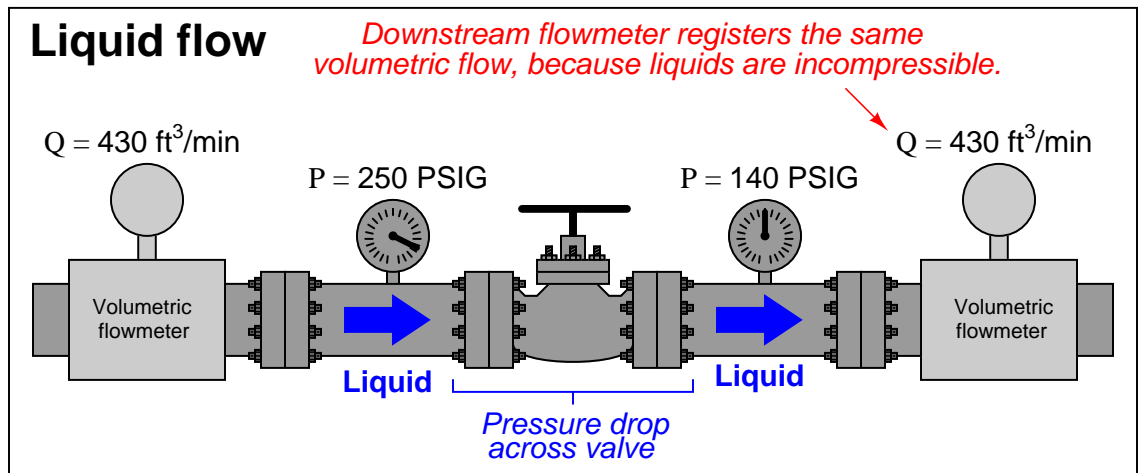 Liquid flow
Downstream flowmeter registers the same
volumetric flow, because liquids are incompressible.
Q = 430 ft³/min
Q = 430 ft³/min
P = 250 PSIG
P = 140 PSIG
Volumetric
flowmeter
Volumetric
flowmeter
Liquid
Liquid
Pressure drop
across valve